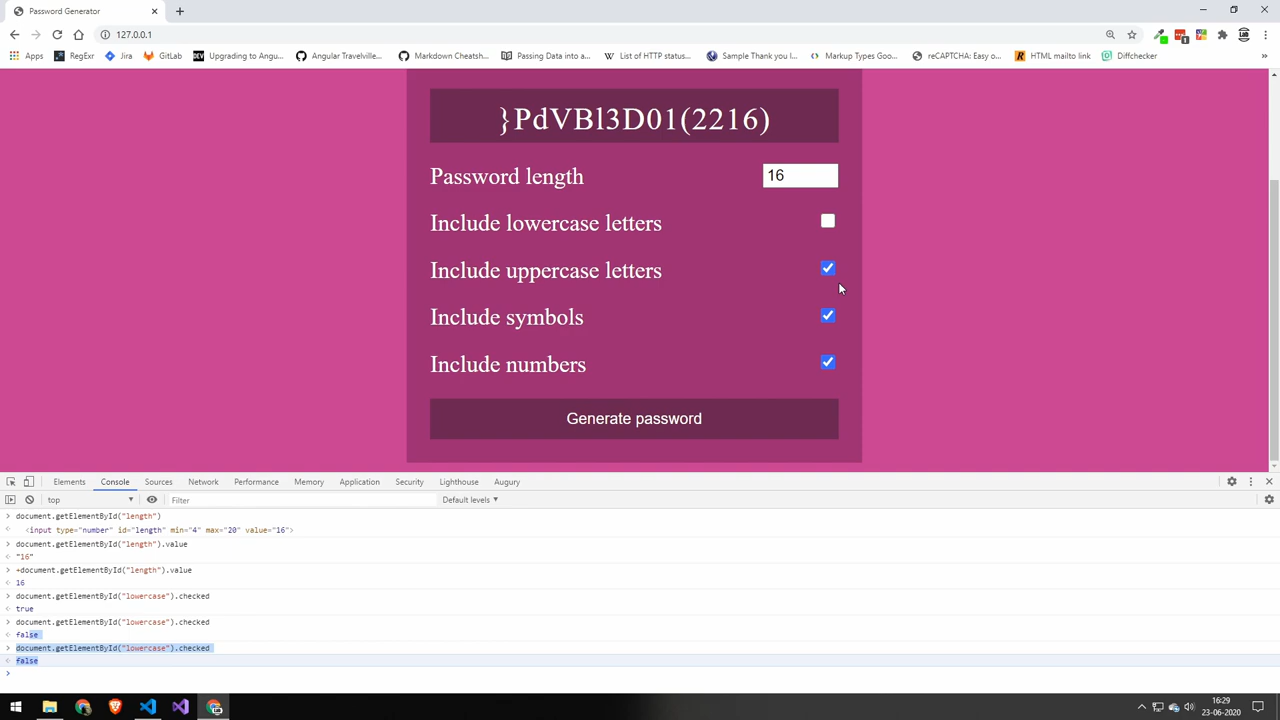 Password Generator
127.0.0.1
Apps RegExr Jira GitLab DEV Upgrading to Angu... Angular Travelville... Markdown Cheatsh... Passing Data into a... W List of HTTP status... Sample Thank you l... Markup Types Goo... reCAPTCHA: Easy o... R HTML mailto link Diffchecker »
}PdVBl3D01(2216)
Password length 16
Include lowercase letters
Include uppercase letters
Include symbols
Include numbers
Generate password
Elements Console Sources Network Performance Memory Application Security Lighthouse Augury
top Filter Default levels
> document.getElementById("length")
<input type="number" id="length" min="4" max="20" value="16">
> document.getElementById("length").value
"16"
> +document.getElementById("length").value
16
> document.getElementById("lowercase").checked
true
> document.getElementById("lowercase").checked
false
> document.getElementById("lowercase").checked
false
>
16:29
23-06-2020